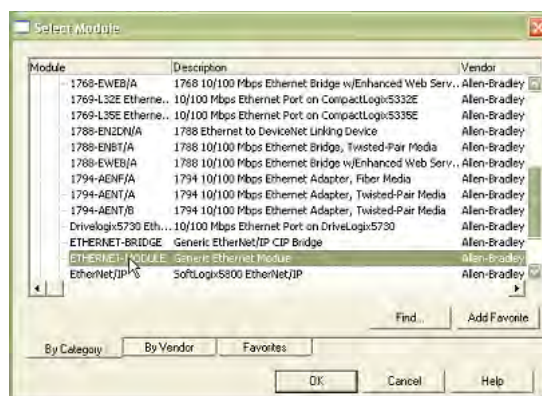 Select Module
Module Description Vendor
1768-EWEB/A 1768 10/100 Mbps Ethernet Bridge w/Enhanced Web Serv.. Allen-Bradley
1769-L32E Etherne.. 10/100 Mbps Ethernet Port on CompactLogix5332E Allen-Bradley
1769-L35E Etherne.. 10/100 Mbps Ethernet Port on CompactLogix5335E Allen-Bradley
1788-EN2DN/A 1788 Ethernet to DeviceNet Linking Device Allen-Bradley
1788-ENBT/A 1788 10/100 Mbps Ethernet Bridge, Twisted-Pair Media Allen-Bradley
1788-EWEB/A 1788 10/100 Mbps Ethernet Bridge w/Enhanced Web Serv.. Allen-Bradley
1794-AENF/A 1794 10/100 Mbps Ethernet Adapter, Fiber Media Allen-Bradley
1794-AENT/A 1794 10/100 Mbps Ethernet Adapter, Twisted-Pair Media Allen-Bradley
1794-AENT/B 1794 10/100 Mbps Ethernet Adapter, Twisted-Pair Media Allen-Bradley
Drivelogix5730 Eth... 10/100 Mbps Ethernet Port on DriveLogix5730 Allen-Bradley
ETHERNET-BRIDGE Generic EtherNet/IP CIP Bridge Allen-Bradley
ETHERNET-MODULE Generic Ethernet Module Allen-Bradley
EtherNet/IP SoftLogix5800 EtherNet/IP Allen-Bradley
Find... Add Favorite
By Category By Vendor Favorites
OK Cancel Help